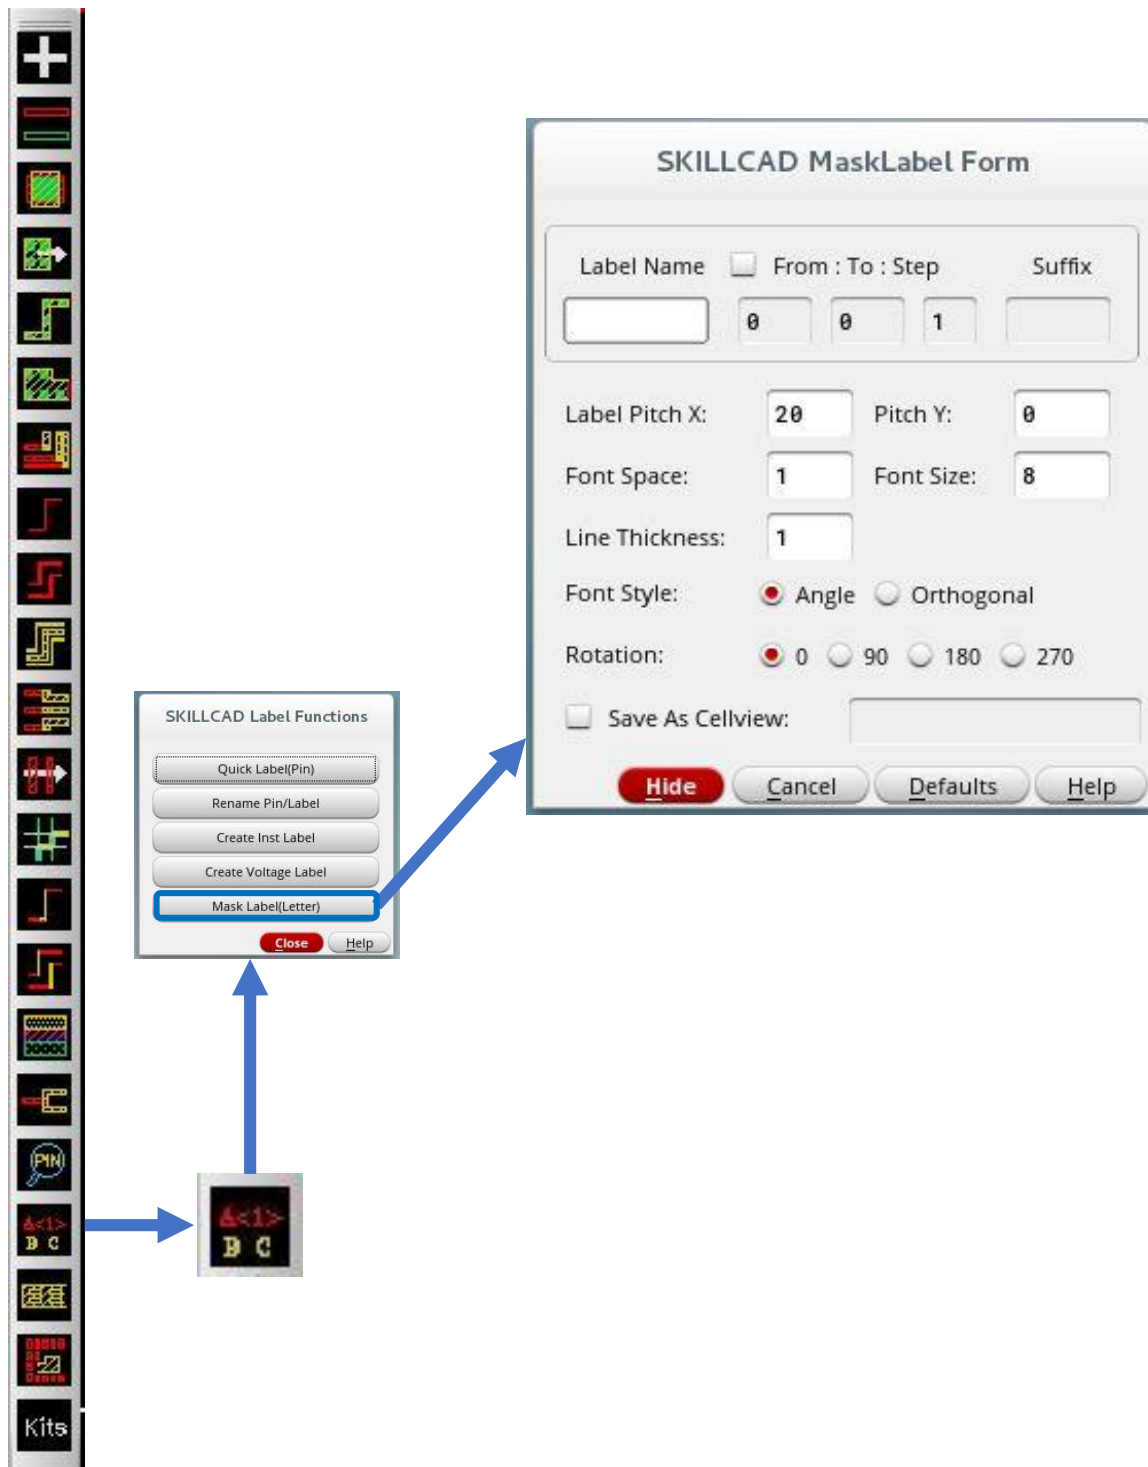 SKILLCAD MaskLabel Form
Label Name From : To : Step Suffix
0 0 1
Label Pitch X: 20 Pitch Y: 0
Font Space: 1 Font Size: 8
Line Thickness: 1
Font Style: Angle Orthogonal
Rotation: 0 90 180 270
Save As Cellview:
Hide Cancel Defaults Help
SKILLCAD Label Functions
Quick Label(Pin)
Rename Pin/Label
Create Inst Label
Create Voltage Label
Mask Label(Letter)
Close Help
PIN
A<1>
B C
A<1>
B C
Kits